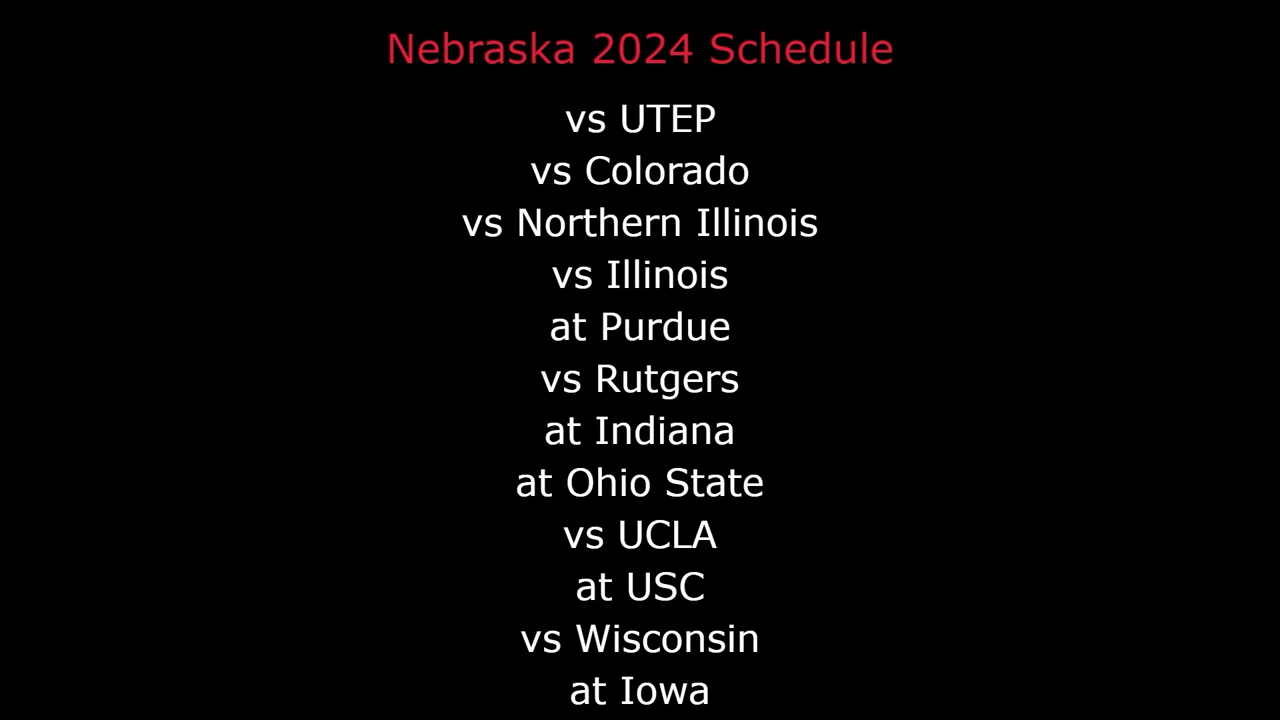 Nebraska 2024 Schedule
vs UTEP
vs Colorado
vs Northern Illinois
vs Illinois
at Purdue
vs Rutgers
at Indiana
at Ohio State
vs UCLA
at USC
vs Wisconsin
at Iowa